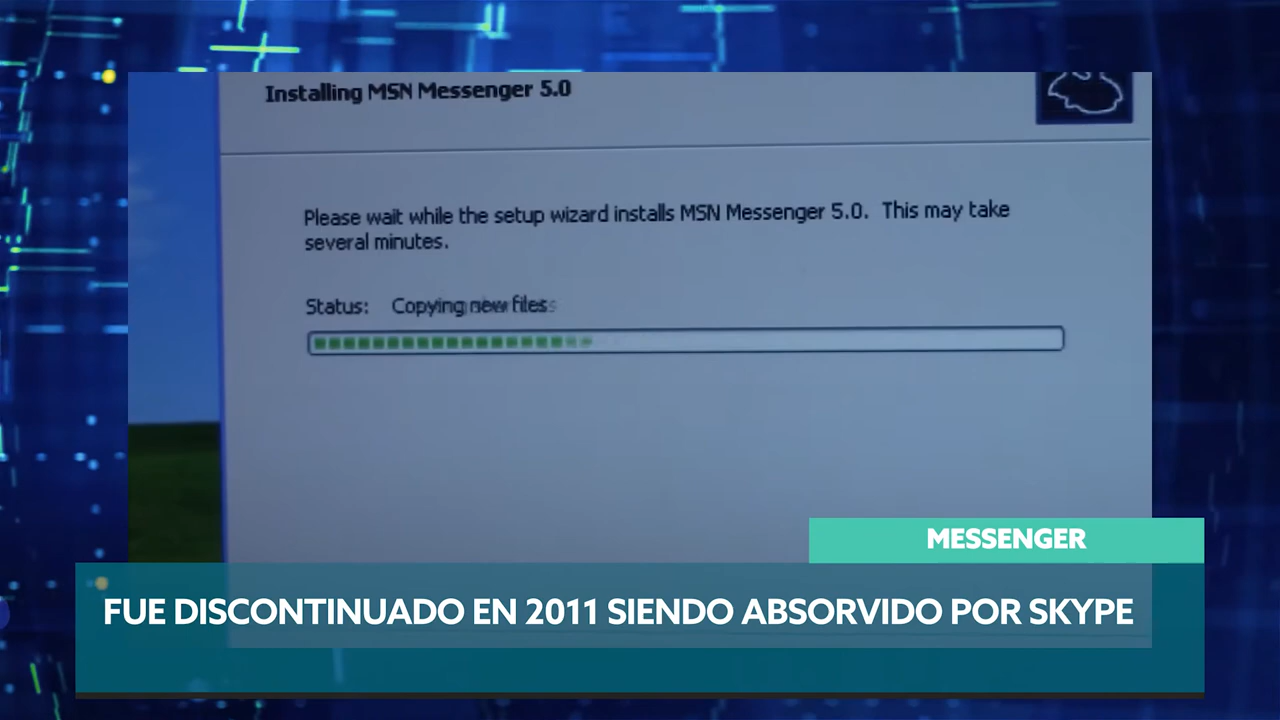 Installing MSN Messenger 5.0
Please wait while the setup wizard installs MSN Messenger 5.0. This may take
several minutes.
Status: Copying new files
MESSENGER
FUE DISCONTINUADO EN 2011 SIENDO ABSORVIDO POR SKYPE